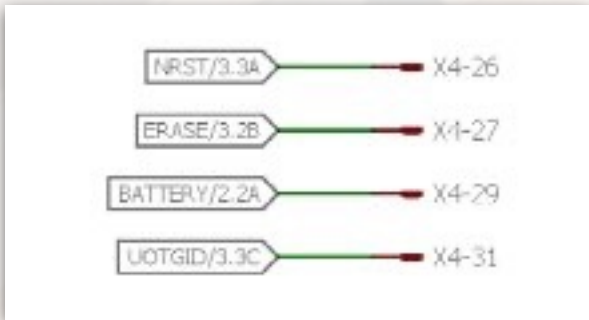 NRST/3.3A X4-26
ERASE/3.2B X4-27
BATTERY/2.2A X4-29
UOTGID/3.3C X4-31